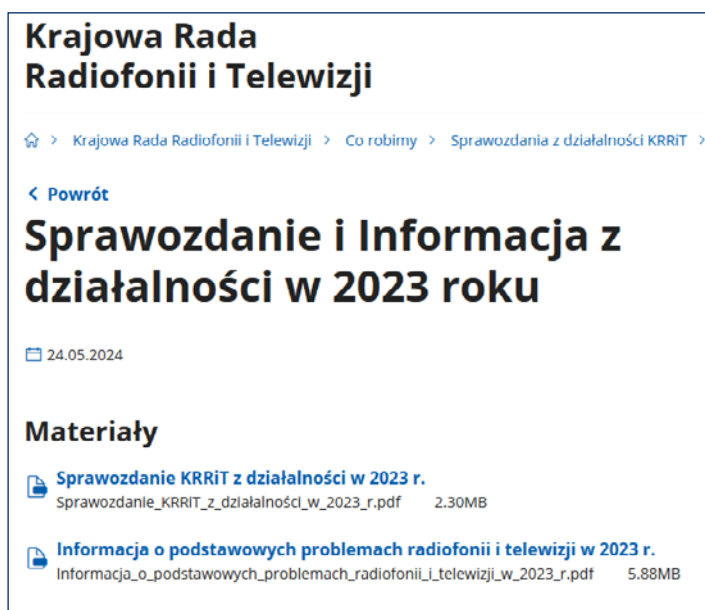 Krajowa Rada
Radiofonii i Telewizji
> Krajowa Rada Radiofonii i Telewizji > Co robimy > Sprawozdania z działalności KRRiT >
< Powrót
Sprawozdanie i Informacja z
działalności w 2023 roku
24.05.2024
Materiały
Sprawozdanie KRRiT z działalności w 2023 r.
Sprawozdanie_KRRiT_z_działalności_w_2023_r.pdf 2.30MB
Informacja o podstawowych problemach radiofonii i telewizji w 2023 r.
Informacja_o_podstawowych_problemach_radiofonii_i_telewizji_w_2023_r.pdf 5.88MB